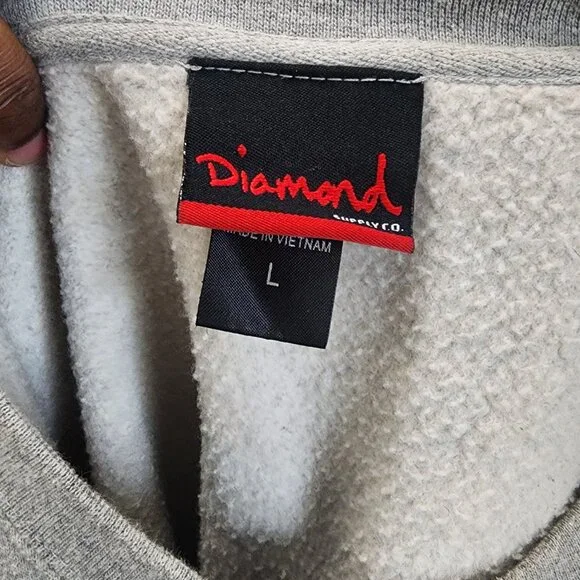 Diamond
SUPPLY CO.
MADE IN VIETNAM
L